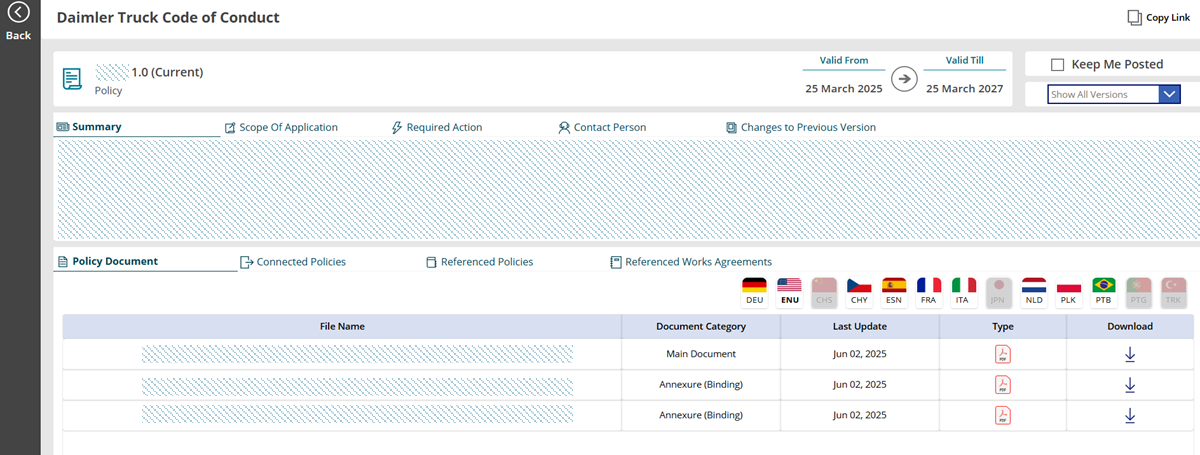 Back
Daimler Truck Code of Conduct
Copy Link
1.0 (Current)
Policy
Valid From
Valid Till
25 March 2025
25 March 2027
Keep Me Posted
Show All Versions
Summary
Scope Of Application
Required Action
Contact Person
Changes to Previous Version
Policy Document
Connected Policies
Referenced Policies
Referenced Works Agreements
DEU ENU CHS CHY ESN FRA ITA JPN NLD PLK PTB PTG TRK
File Name Document Category Last Update Type Download
Main Document Jun 02, 2025 PDF
Annexure (Binding) Jun 02, 2025 PDF
Annexure (Binding) Jun 02, 2025 PDF